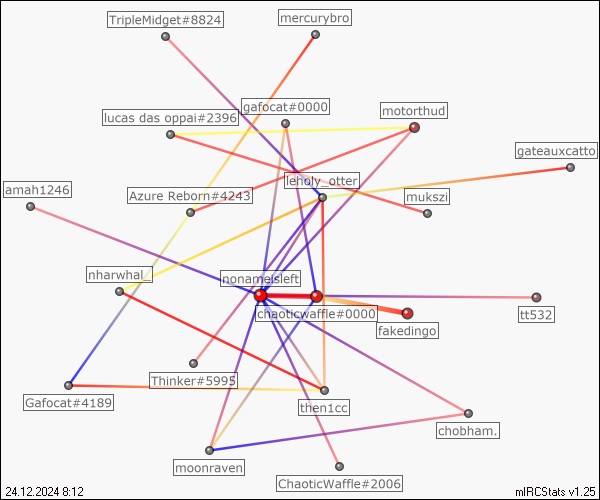 TripleMidget#8824
mercurybro
gafocat#0000
motorthud
lucas das oppai#2396
gateauxcatto
leholy_otter
amah1246
Azure Reborn#4243
mukszi
nharwhal_
nonameisleft
chaoticwaffle#0000
tt532
fakedingo
Thinker#5995
Gafocat#4189
then1cc
chobham.
moonraven
ChaoticWaffle#2006
24.12.2024 8:12
mIRCStats v1.25